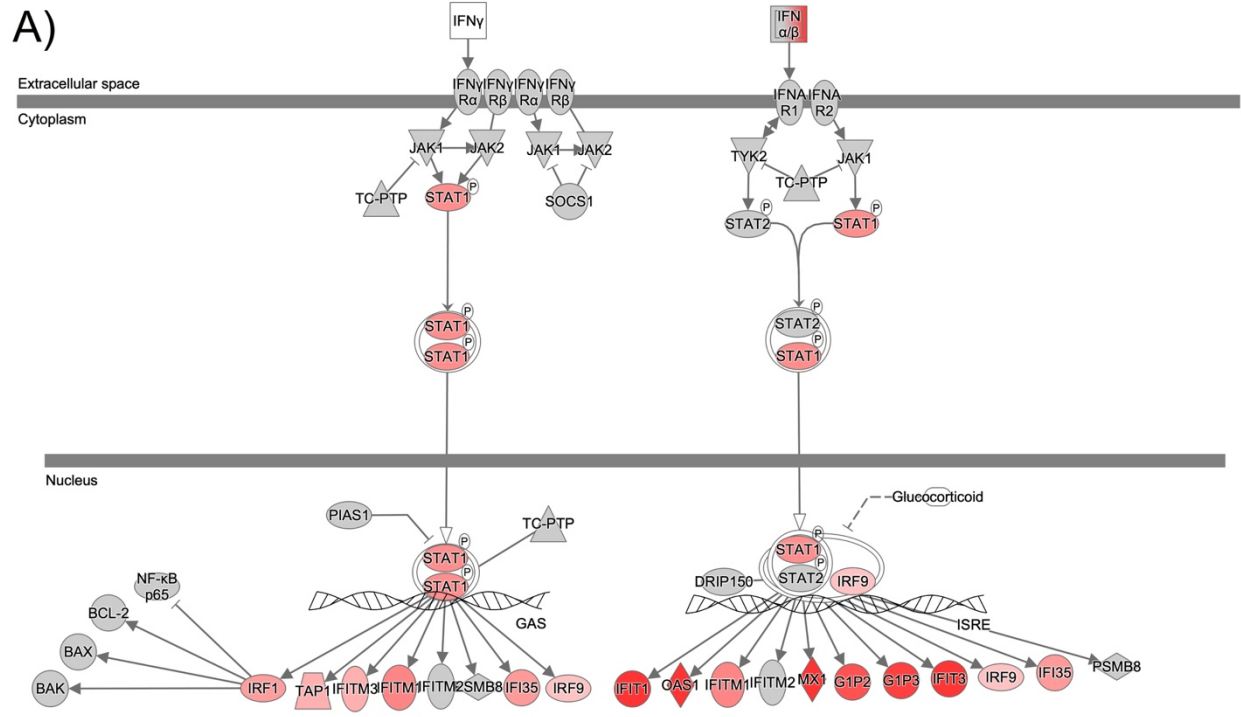 A)
IFNγ
IFN
α/β
Extracellular space
IFNγ
Rα
IFNγ
Rβ
IFNγ
Rα
IFNγ
Rβ
IFNA
R1
IFNA
R2
Cytoplasm
JAK1
JAK2
JAK1
JAK2
TYK2
JAK1
TC-PTP
STAT1
P
SOCS1
TC-PTP
STAT2
P
STAT1
P
STAT1
P
STAT1
P
STAT2
P
STAT1
P
Nucleus
PIAS1
TC-PTP
Glucocorticoid
STAT1
P
STAT1
P
STAT1
P
STAT2
P
IRF9
DRIP150
NF-κB
p65
BCL-2
GAS
ISRE
BAX
BAK
IRF1
TAP1
IFITM3
IFITM1
IFITM2
SMB8
IFI35
IRF9
IFIT1
OAS1
IFITM1
IFITM2
MX1
G1P2
G1P3
IFIT3
IRF9
IFI35
PSMB8